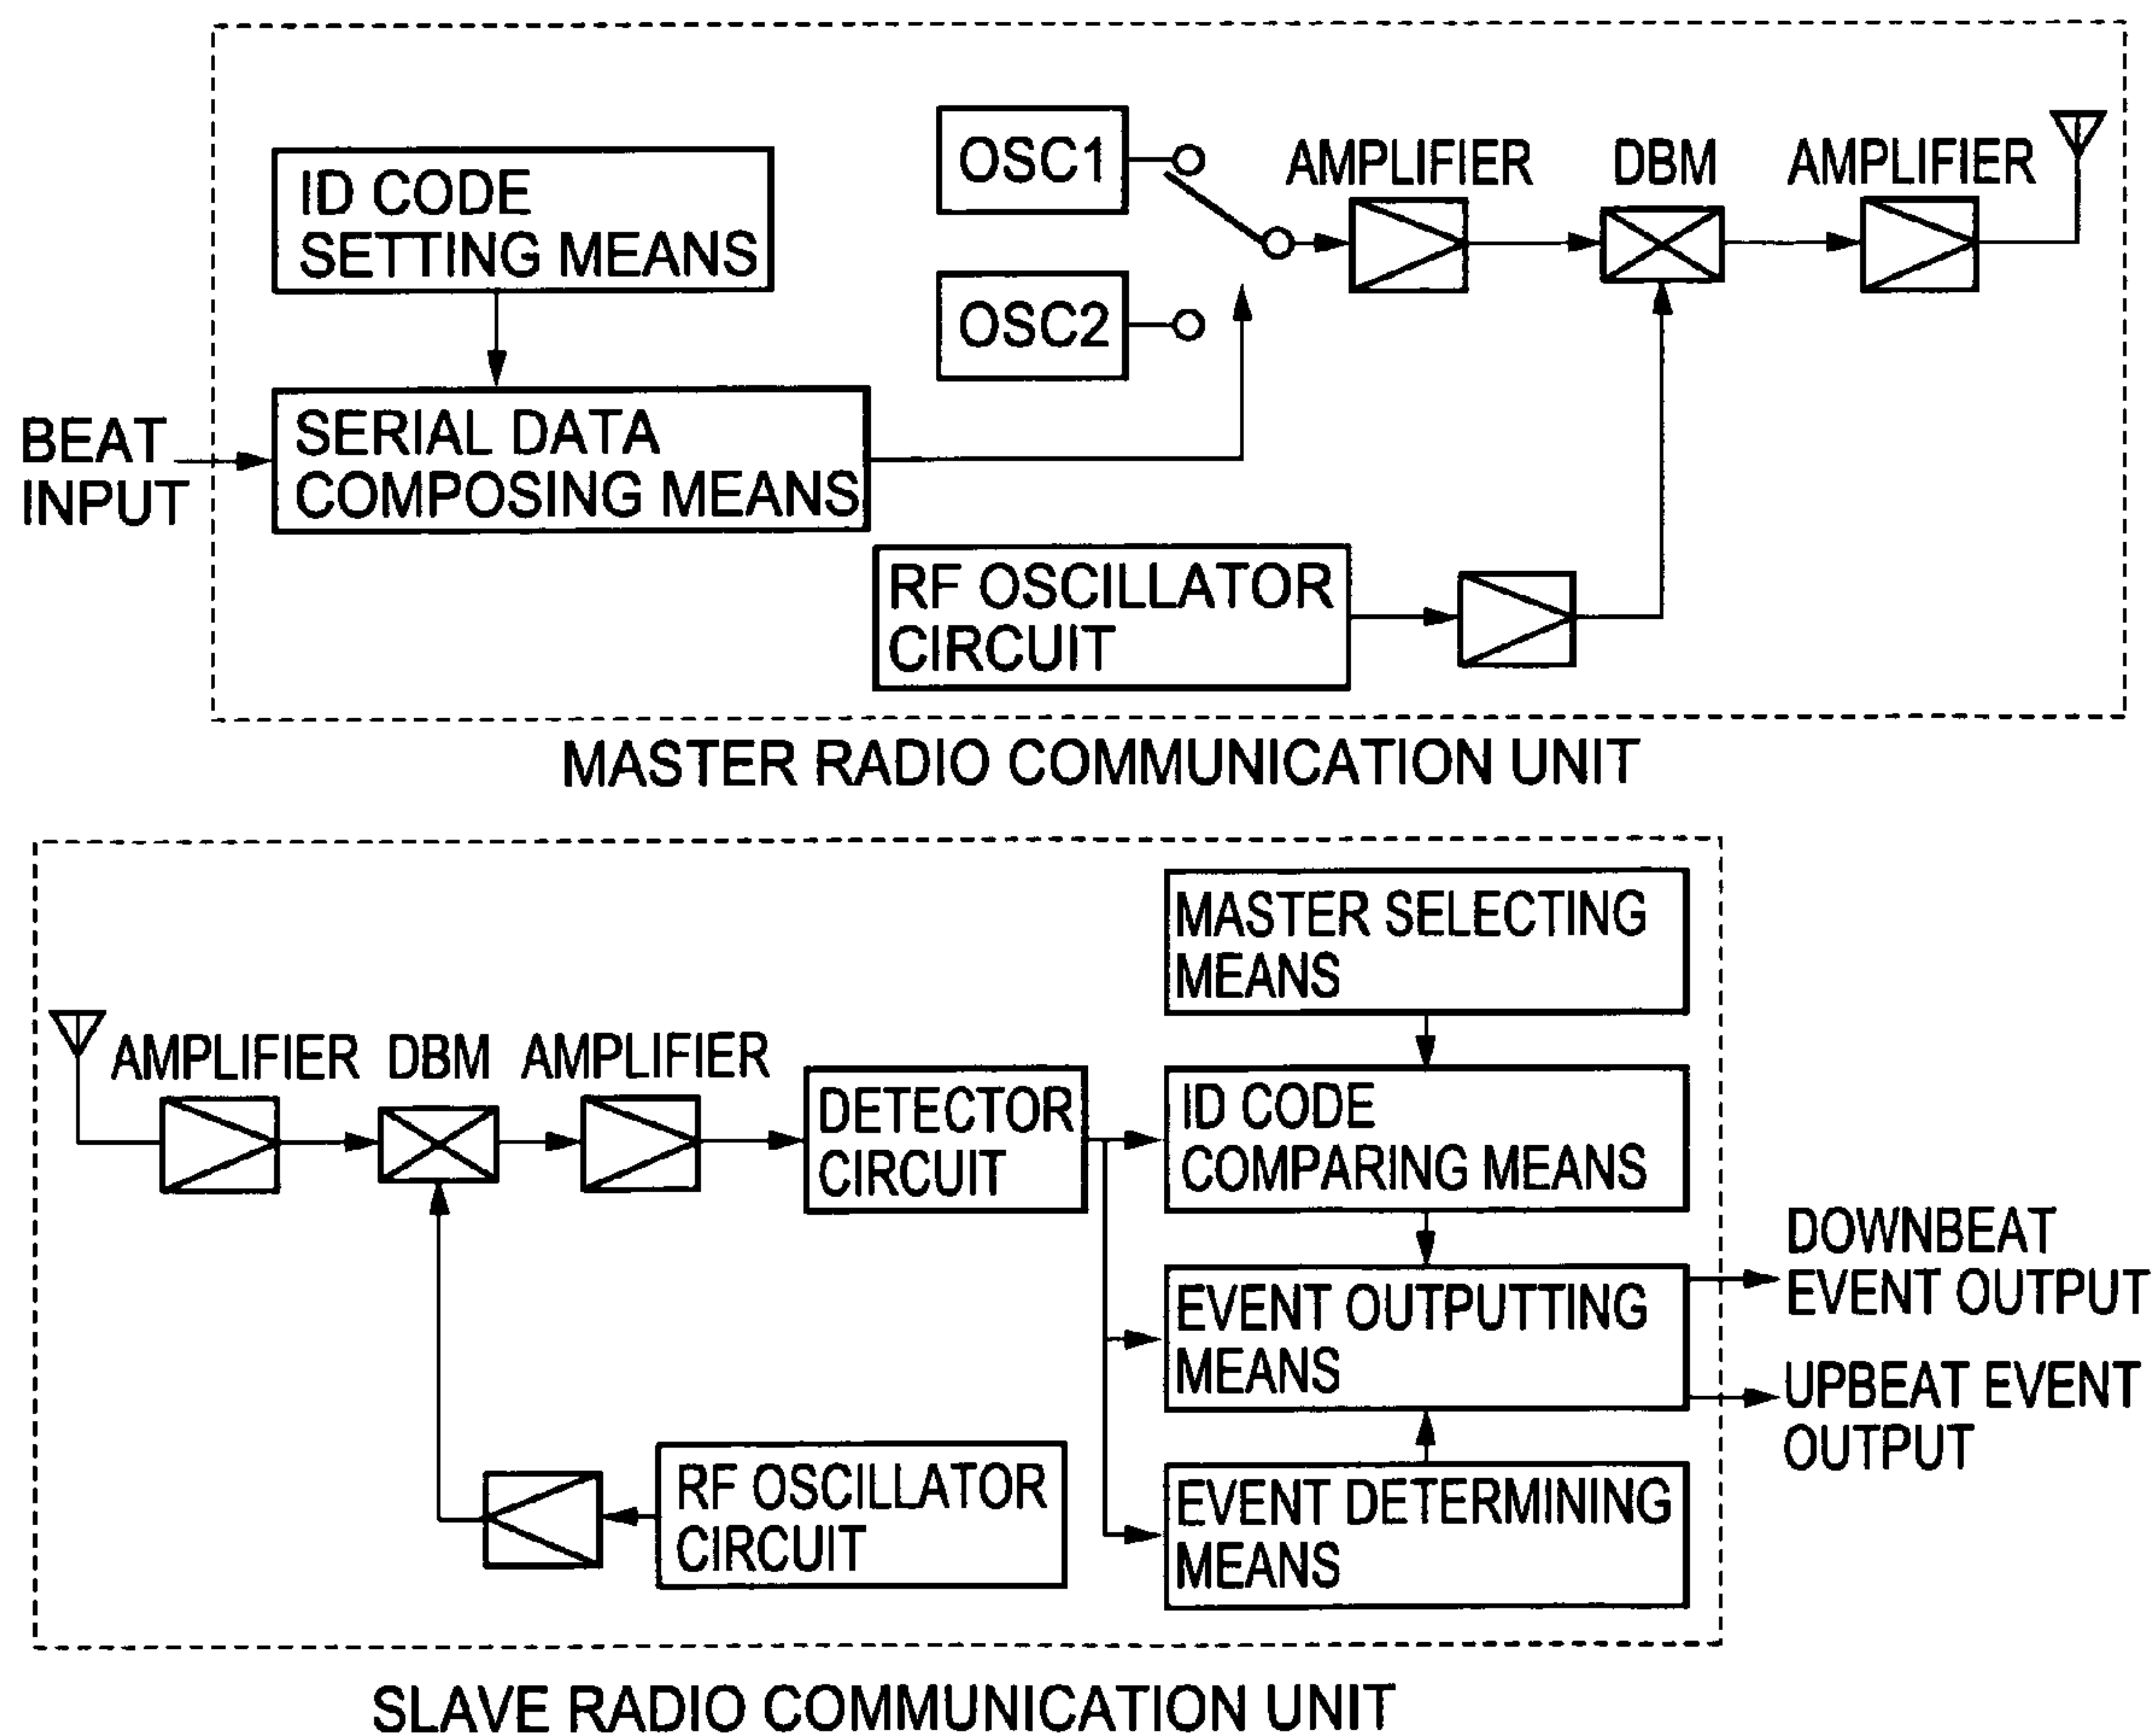 OSC1
AMPLIFIER
DBM
AMPLIFIER
ID CODE
SETTING MEANS
OSC2
BEAT
INPUT
SERIAL DATA
COMPOSING MEANS
RF OSCILLATOR
CIRCUIT
MASTER RADIO COMMUNICATION UNIT
MASTER SELECTING
MEANS
AMPLIFIER
DBM
AMPLIFIER
DETECTOR
CIRCUIT
ID CODE
COMPARING MEANS
EVENT OUTPUTTING
MEANS
DOWNBEAT
EVENT OUTPUT
UPBEAT EVENT
OUTPUT
RF OSCILLATOR
CIRCUIT
EVENT DETERMINING
MEANS
SLAVE RADIO COMMUNICATION UNIT